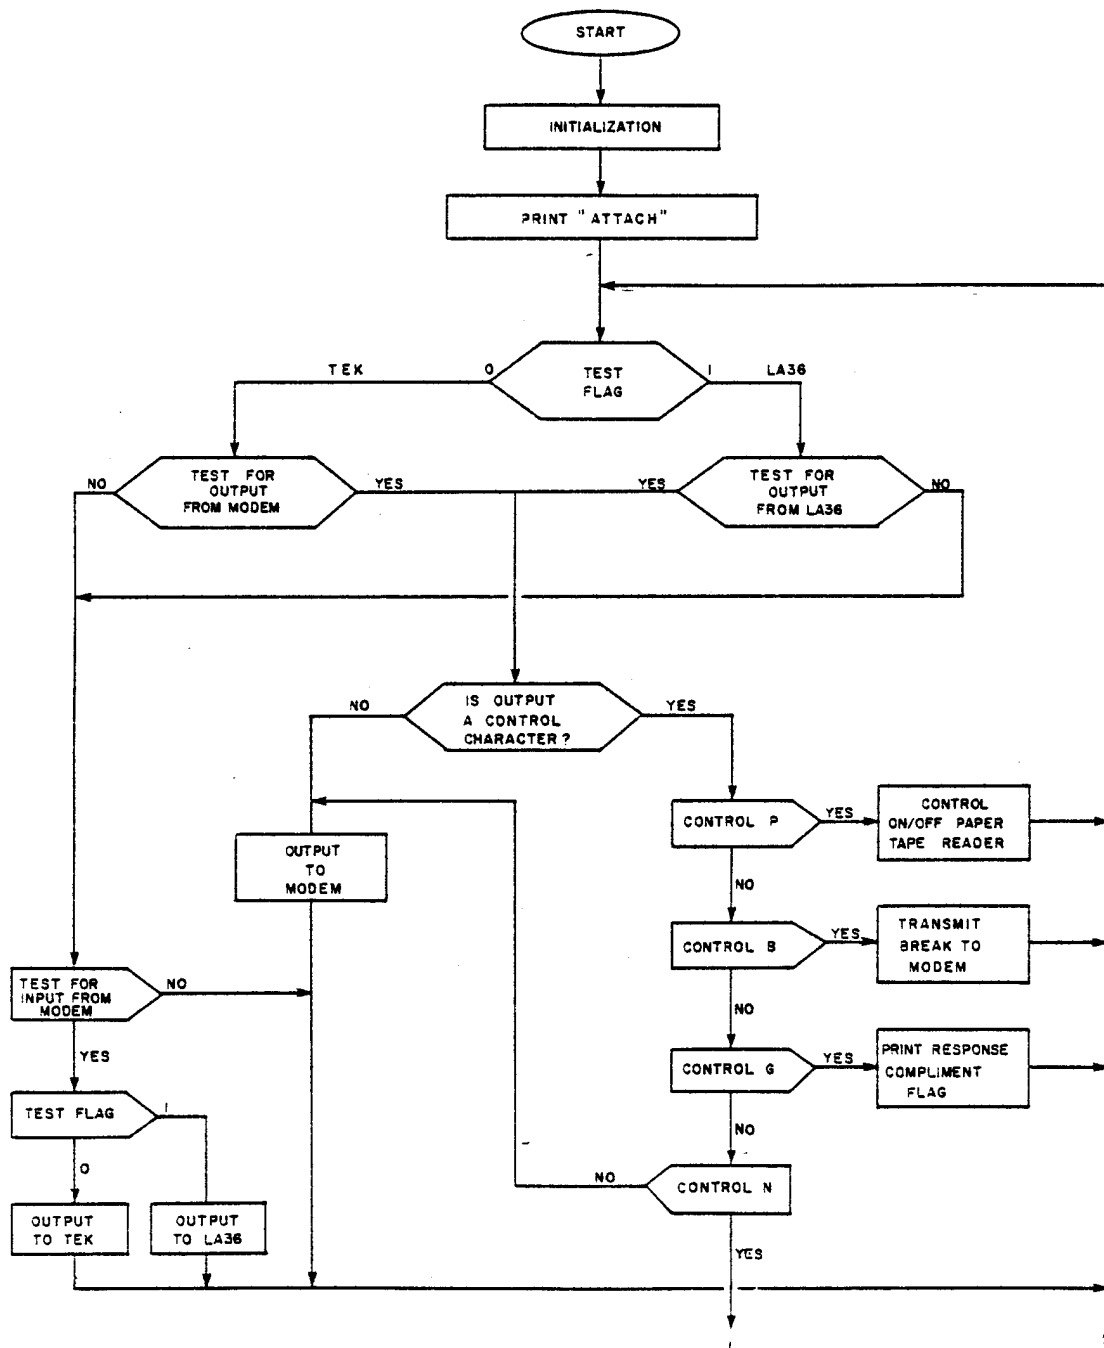 START
INITIALIZATION
PRINT "ATTACH"
TEK
0
TEST
FLAG
1
LA36
NO
TEST FOR
OUTPUT
FROM MODEM
YES
YES
TEST FOR
OUTPUT
FROM LA36
NO
NO
IS OUTPUT
A CONTROL
CHARACTER?
YES
OUTPUT
TO
MODEM
CONTROL P
YES
CONTROL
ON/OFF PAPER
TAPE READER
NO
CONTROL B
YES
TRANSMIT
BREAK TO
MODEM
TEST FOR
INPUT FROM
MODEM
NO
NO
YES
CONTROL G
YES
PRINT RESPONSE
COMPLIMENT
FLAG
TEST FLAG
1
NO
0
NO
CONTROL N
OUTPUT
TO TEK
OUTPUT
TO LA36
YES